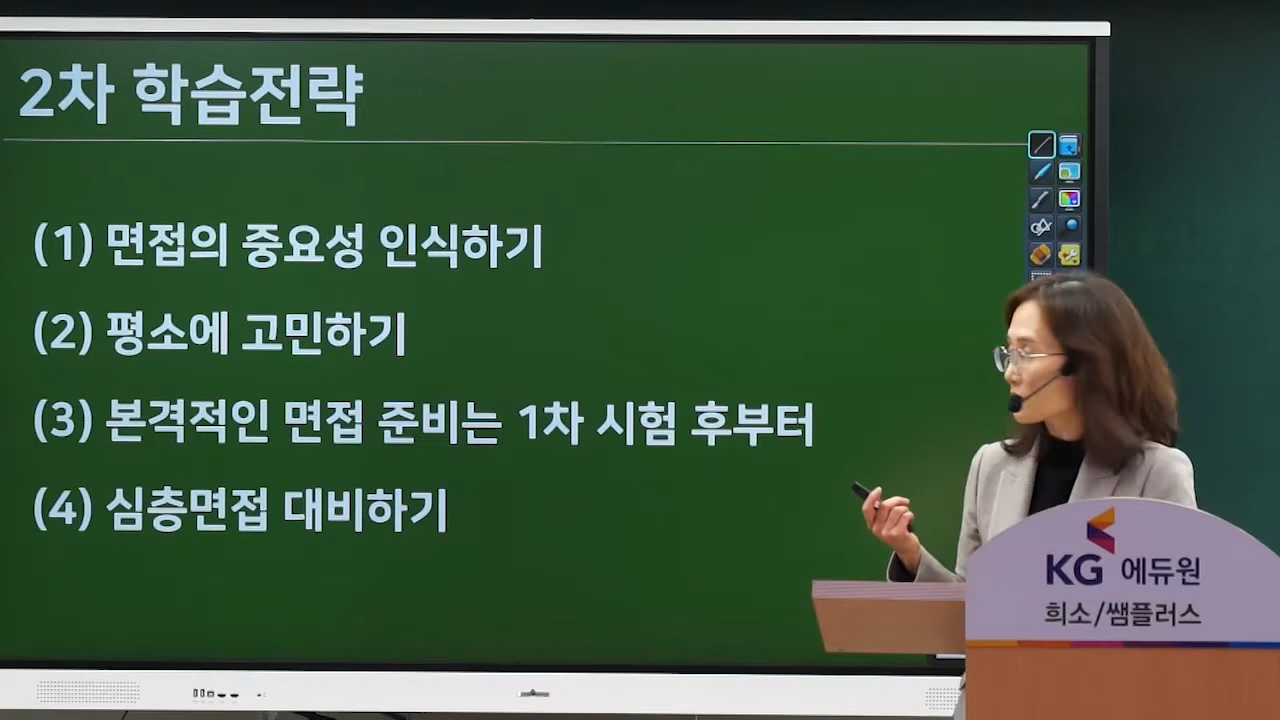 2차 학습전략
(1) 면접의 중요성 인식하기
(2) 평소에 고민하기
(3) 본격적인 면접 준비는 1차 시험 후부터
(4) 심층면접 대비하기
KG 에듀원
희소/쌤플러스